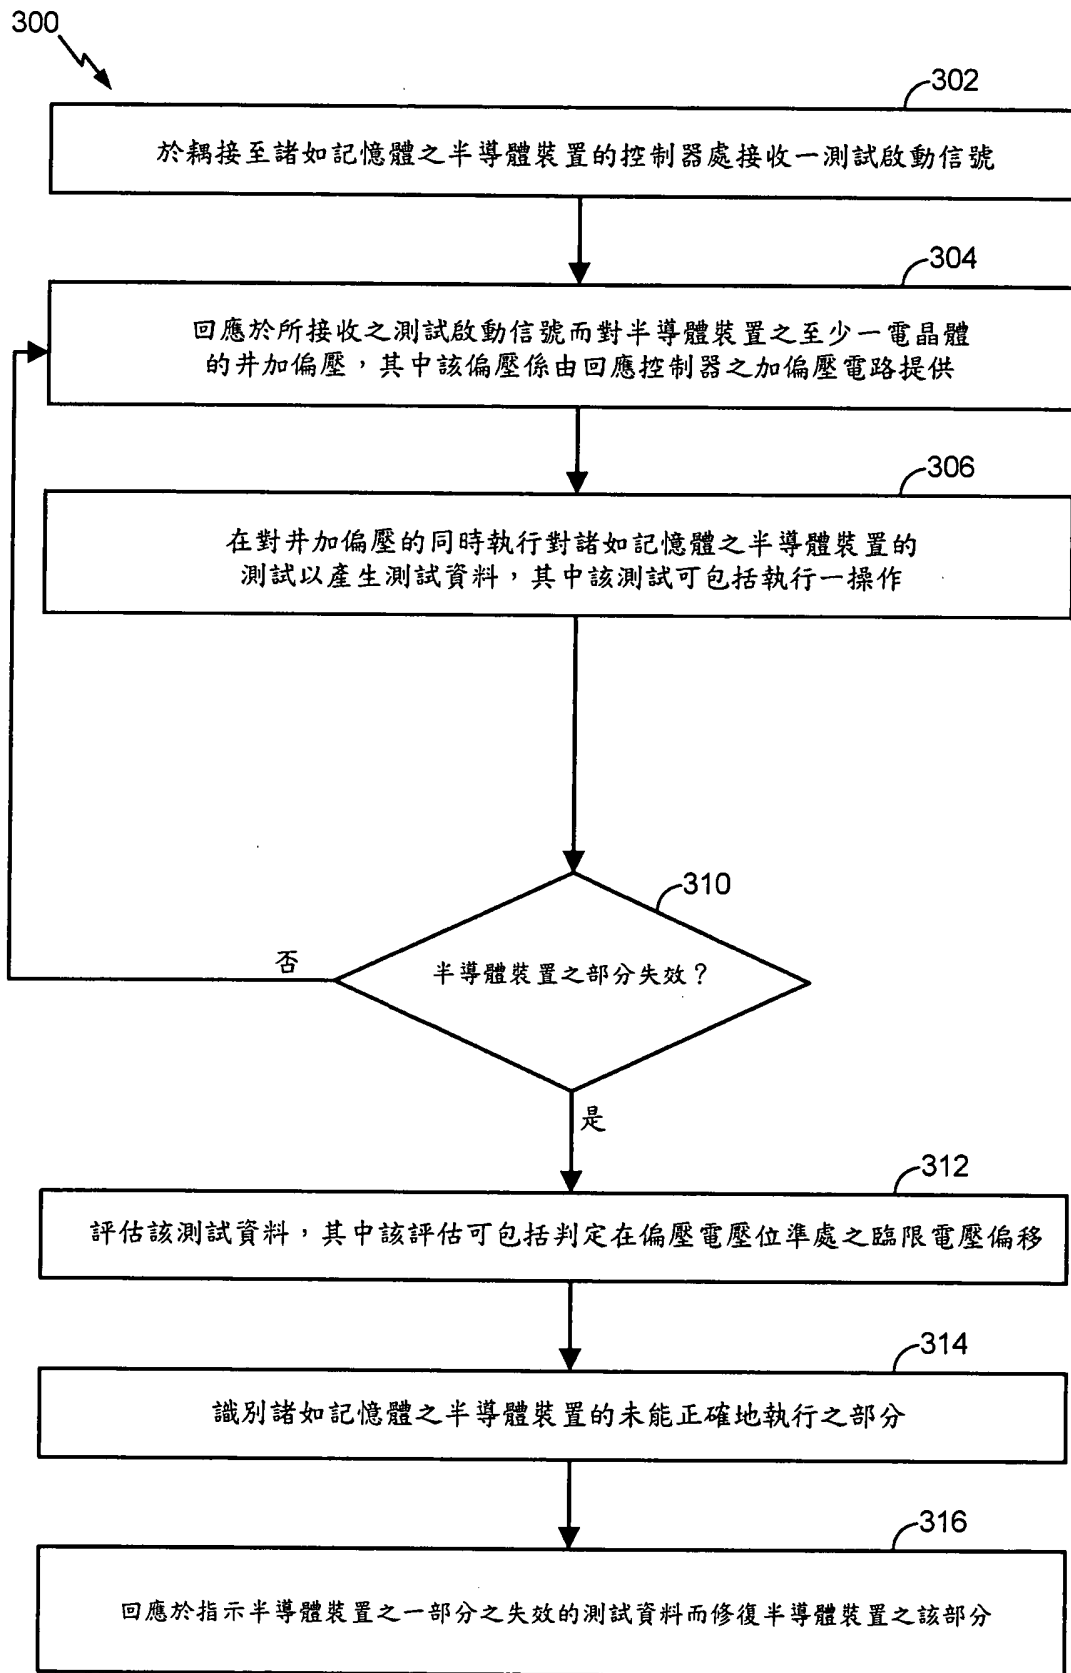 300
302
於耦接至諸如記憶體之半導體裝置的控制器處接收一測試啟動信號
304
回應於所接收之測試啟動信號而對半導體裝置之至少一電晶體
的井加偏壓，其中該偏壓係由回應控制器之加偏壓電路提供
306
在對井加偏壓的同時執行對諸如記憶體之半導體裝置的
測試以產生測試資料，其中該測試可包括執行一操作
310
半導體裝置之部分失效？
否
是
312
評估該測試資料，其中該評估可包括判定在偏壓電壓位準處之臨限電壓偏移
314
識別諸如記憶體之半導體裝置的未能正確地執行之部分
316
回應於指示半導體裝置之一部分之失效的測試資料而修復半導體裝置之該部分